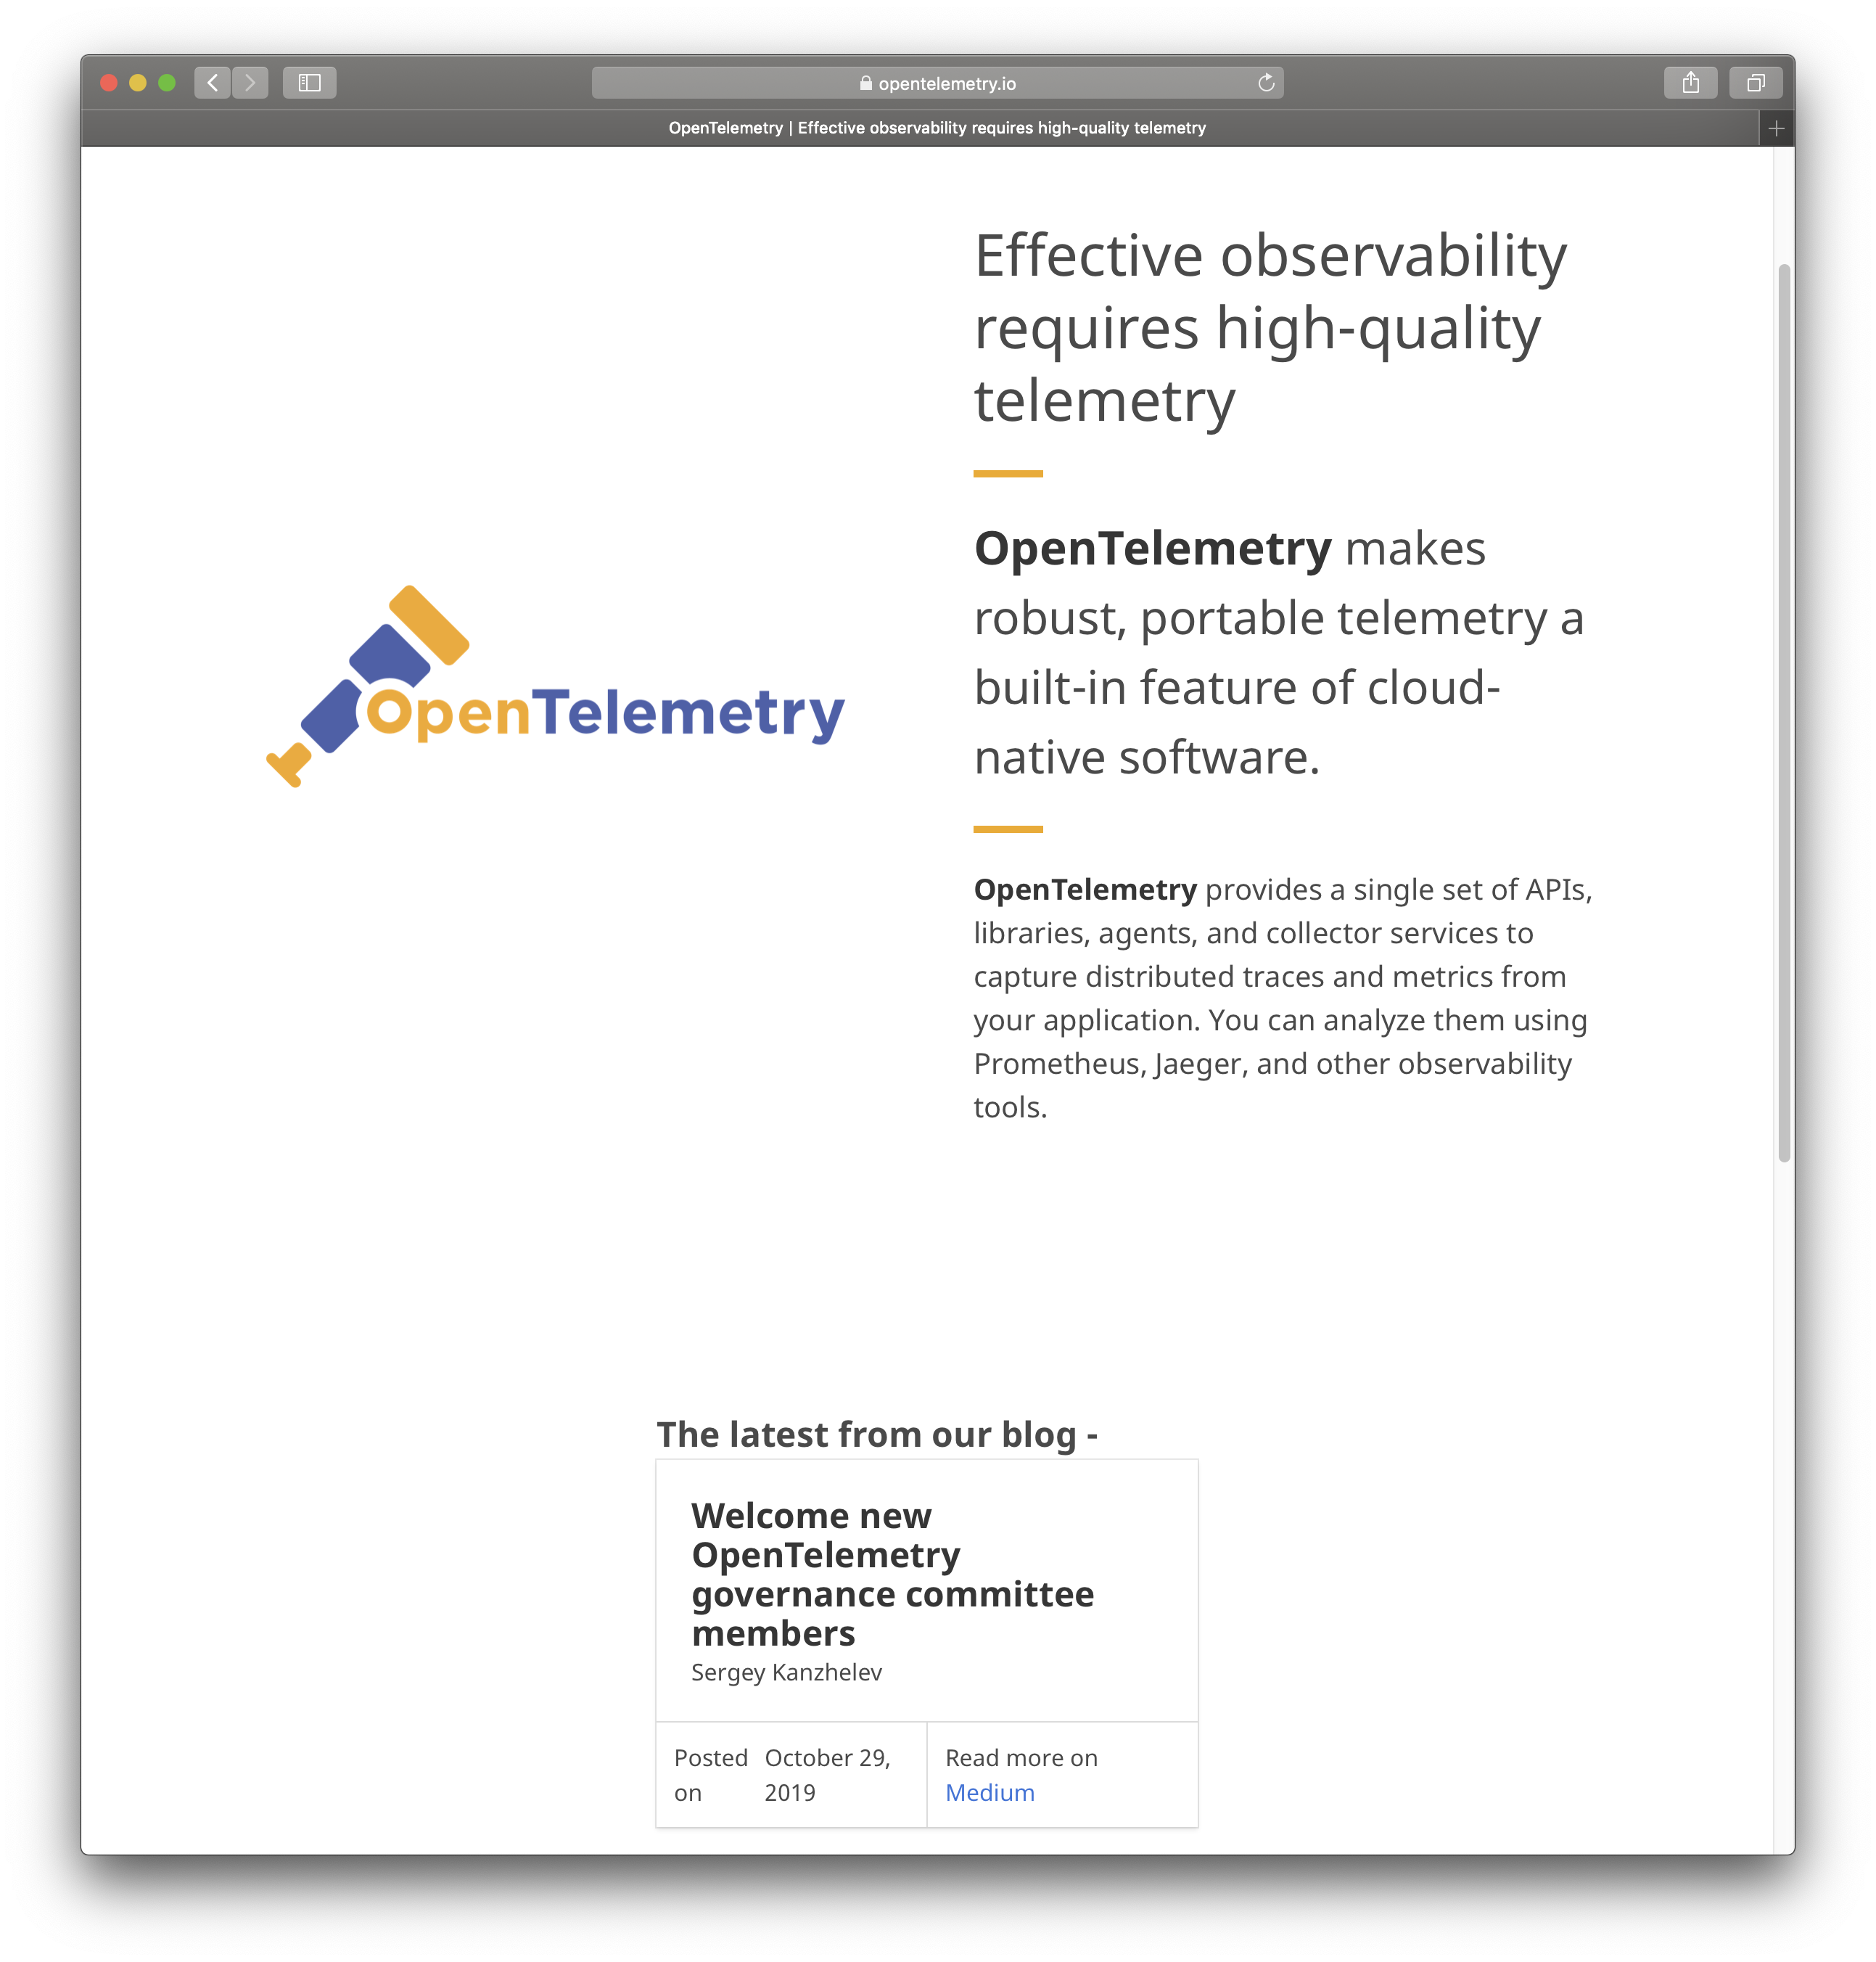 opentelemetry.io
OpenTelemetry | Effective observability requires high-quality telemetry
Effective observability
requires high-quality
telemetry
OpenTelemetry
OpenTelemetry makes
robust, portable telemetry a
built-in feature of cloud-
native software.
OpenTelemetry provides a single set of APIs,
libraries, agents, and collector services to
capture distributed traces and metrics from
your application. You can analyze them using
Prometheus, Jaeger, and other observability
tools.
The latest from our blog -
Welcome new
OpenTelemetry
governance committee
members
Sergey Kanzhelev
Posted on October 29, 2019
Read more on
Medium